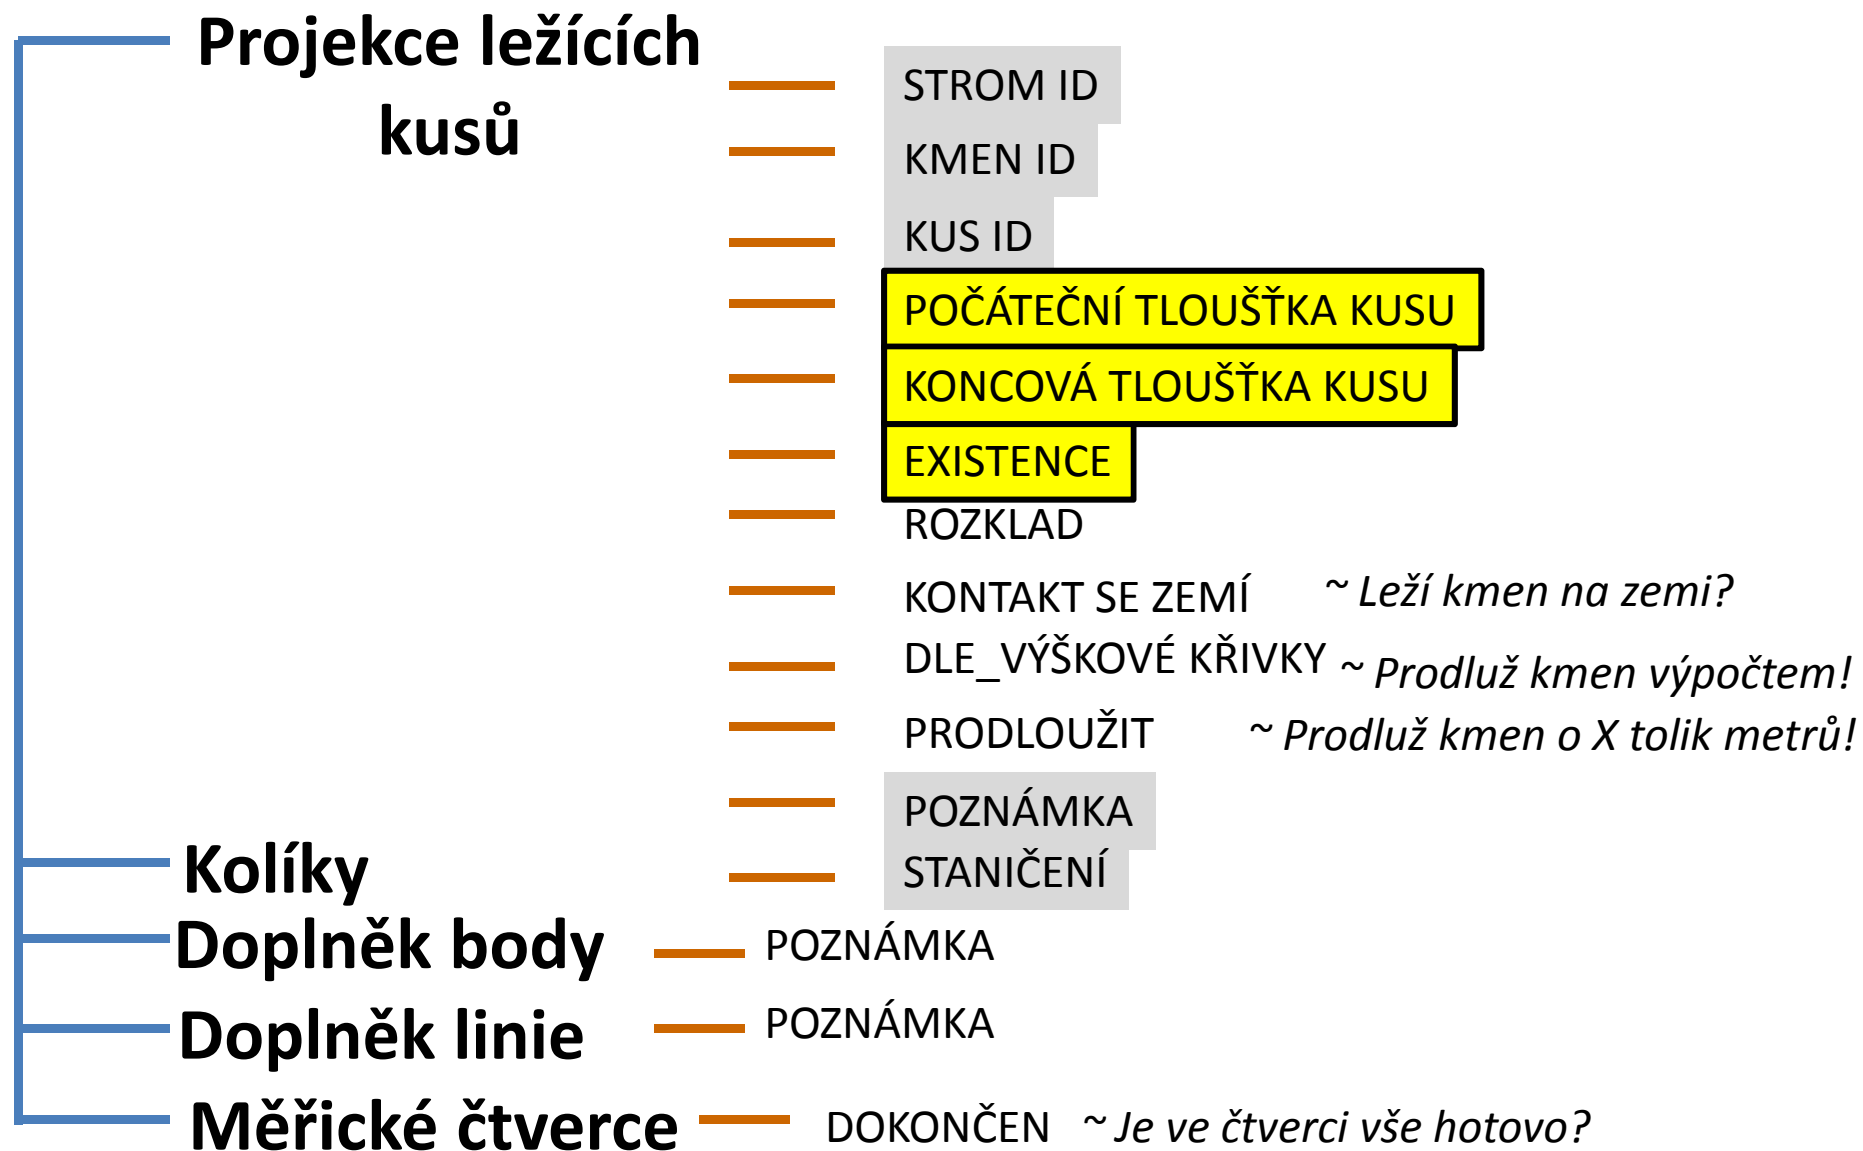 Projekce ležících
kusů
STROM ID
KMEN ID
KUS ID
POČÁTEČNÍ TLOUŠŤKA KUSU
KONCOVÁ TLOUŠŤKA KUSU
EXISTENCE
ROZKLAD
KONTAKT SE ZEMÍ ~ Leží kmen na zemi?
DLE_VÝŠKOVÉ KŘIVKY ~ Prodluž kmen výpočtem!
PRODLOUŽIT ~ Prodluž kmen o X tolik metrů!
POZNÁMKA
STANIČENÍ
Kolíky
Doplněk body POZNÁMKA
Doplněk linie POZNÁMKA
Měřické čtverce DOKONČEN ~ Je ve čtverci vše hotovo?